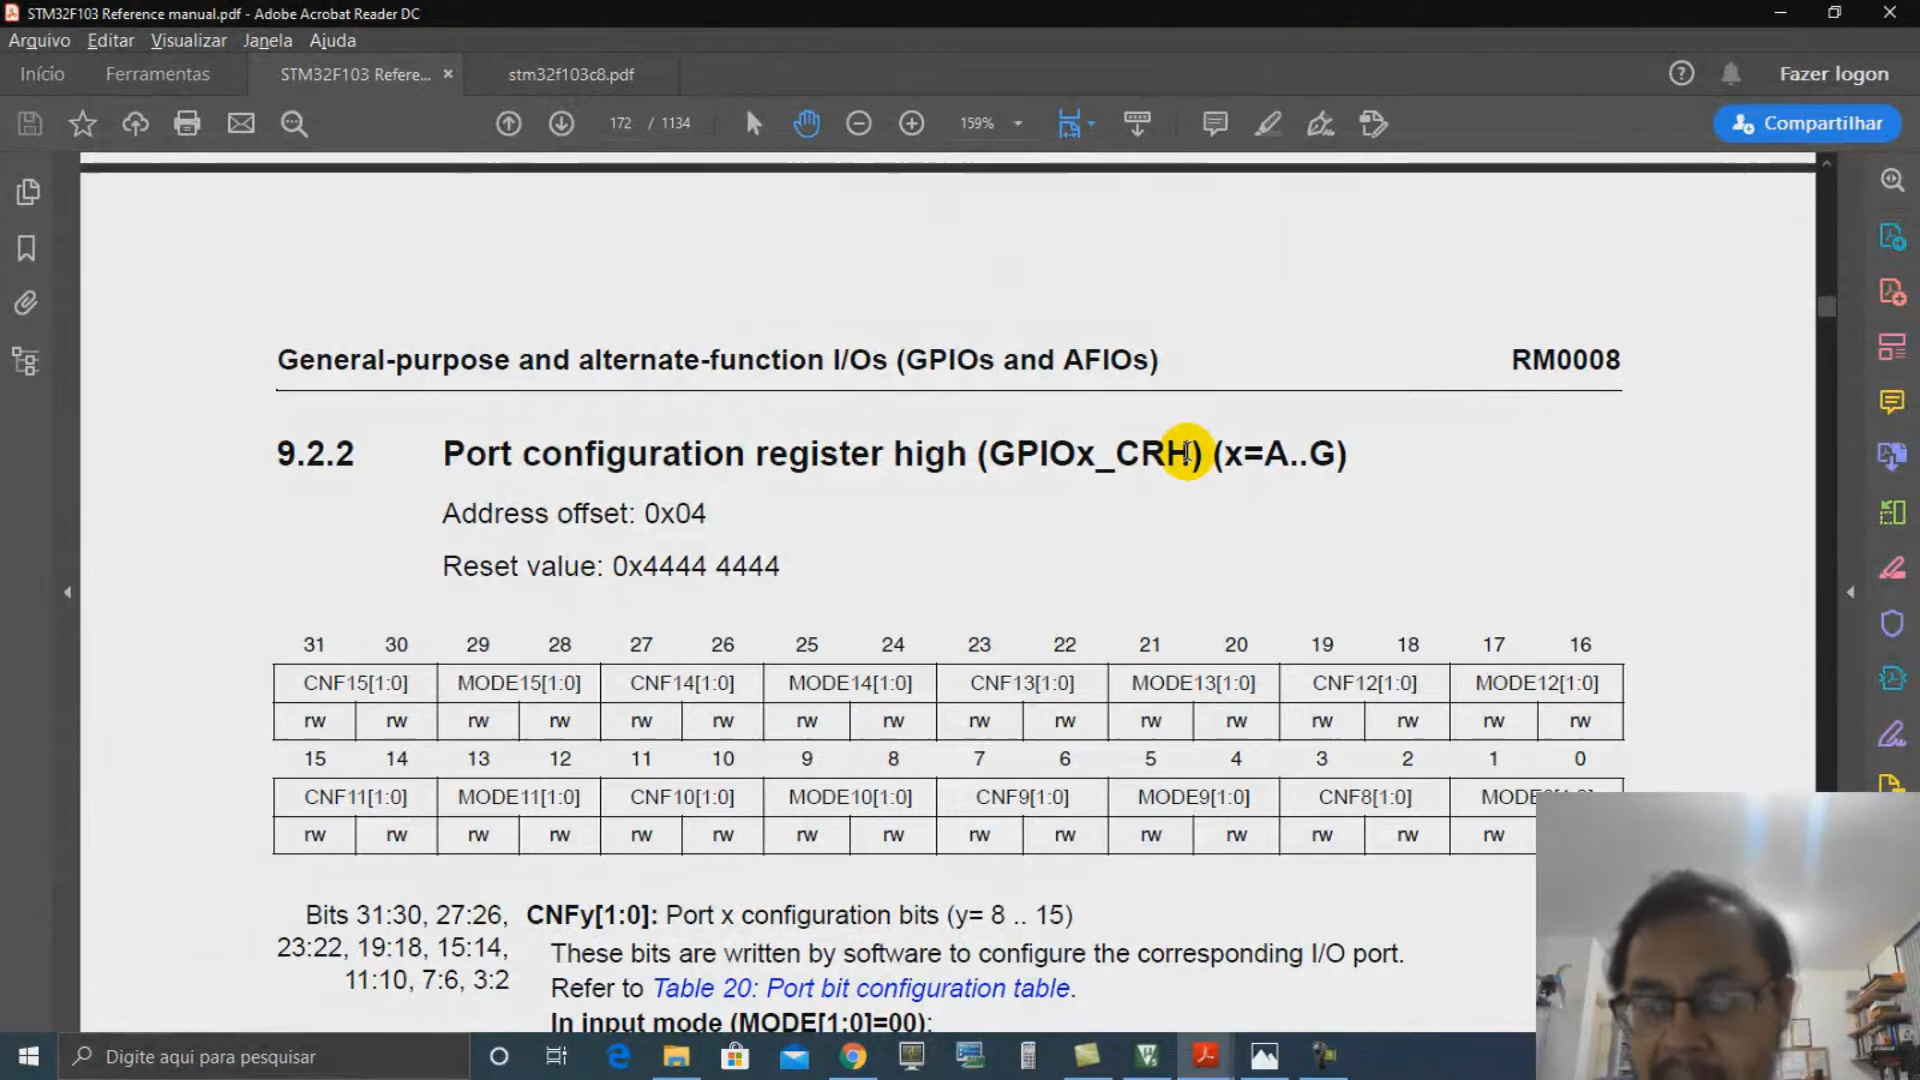 STM32F103 Reference manual.pdf - Adobe Acrobat Reader DC
Arquivo Editar Visualizar Janela Ajuda
Início Ferramentas STM32F103 Refere... × stm32f103c8.pdf Fazer logon
172 / 1134 159% Compartilhar
General-purpose and alternate-function I/Os (GPIOs and AFIOs) RM0008
9.2.2 Port configuration register high (GPIOx_CRH) (x=A..G)
Address offset: 0x04
Reset value: 0x4444 4444
31 30 29 28 27 26 25 24 23 22 21 20 19 18 17 16
CNF15[1:0] MODE15[1:0] CNF14[1:0] MODE14[1:0] CNF13[1:0] MODE13[1:0] CNF12[1:0] MODE12[1:0]
rw rw rw rw rw rw rw rw rw rw rw rw rw rw rw rw
15 14 13 12 11 10 9 8 7 6 5 4 3 2 1 0
CNF11[1:0] MODE11[1:0] CNF10[1:0] MODE10[1:0] CNF9[1:0] MODE9[1:0] CNF8[1:0]
rw rw rw rw rw rw rw rw rw rw rw rw rw rw rw
Bits 31:30, 27:26, CNFy[1:0]: Port x configuration bits (y= 8 .. 15)
23:22, 19:18, 15:14, These bits are written by software to configure the corresponding I/O port.
11:10, 7:6, 3:2 Refer to Table 20: Port bit configuration table.
In input mode (MODE[1:0]=00):
Digite aqui para pesquisar